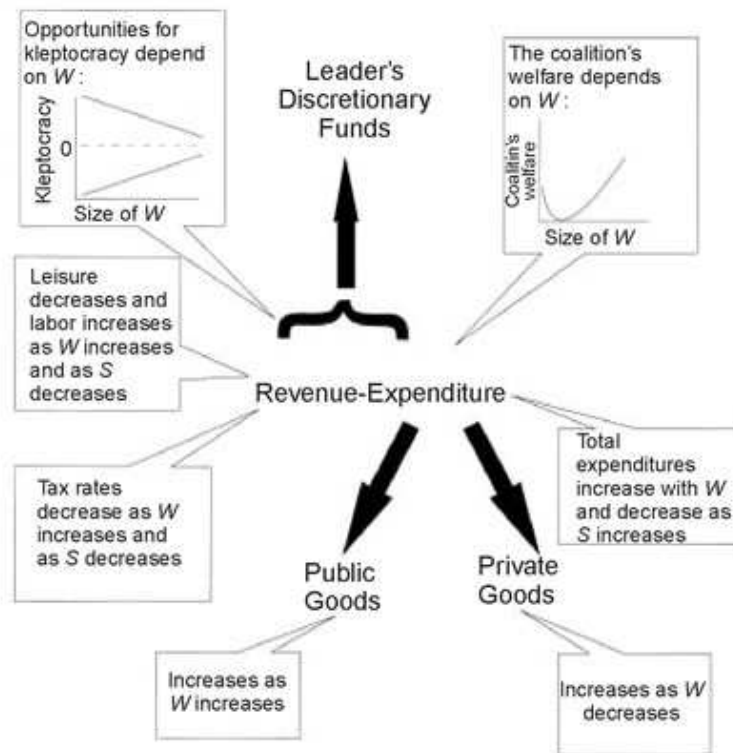 Opportunities for
kleptocracy depend
on W :
Kleptocracy
0
Size of W
Leader's
Discretionary
Funds
The coalition's
welfare depends
on W :
Coalitin's
welfare
Size of W
Leisure
decreases and
labor increases
as W increases
and as S
decreases
Revenue-Expenditure
Tax rates
decrease as W
increases and
as S decreases
Total
expenditures
increase with W
and decrease as
S increases
Public
Goods
Private
Goods
Increases as
W increases
Increases as W
decreases